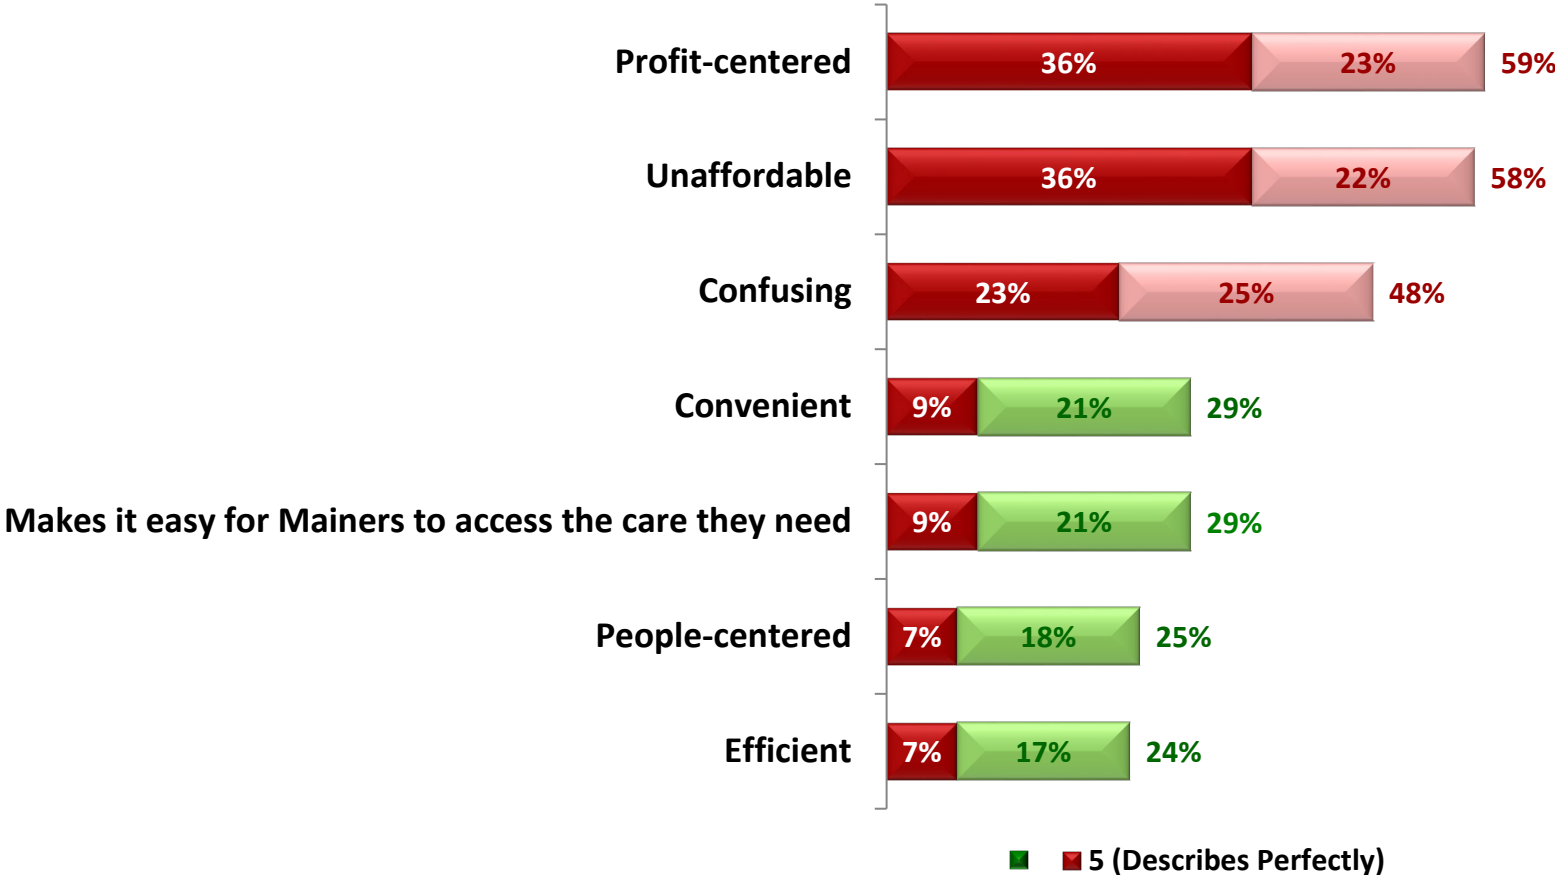 Profit-centered 36% 23% 59%
Unaffordable 36% 22% 58%
Confusing 23% 25% 48%
Convenient 9% 21% 29%
Makes it easy for Mainers to access the care they need 9% 21% 29%
People-centered 7% 18% 25%
Efficient 7% 17% 24%
5 (Describes Perfectly)